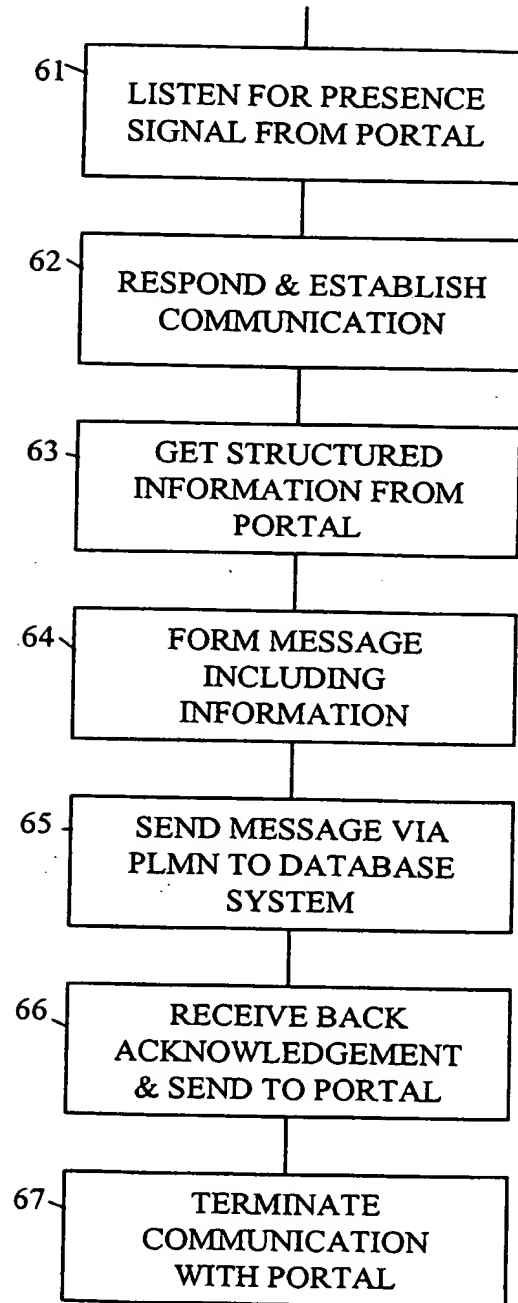 61
LISTEN FOR PRESENCE
SIGNAL FROM PORTAL
62
RESPOND & ESTABLISH
COMMUNICATION
63
GET STRUCTURED
INFORMATION FROM
PORTAL
64
FORM MESSAGE
INCLUDING
INFORMATION
65
SEND MESSAGE VIA
PLMN TO DATABASE
SYSTEM
66
RECEIVE BACK
ACKNOWLEDGEMENT
& SEND TO PORTAL
67
TERMINATE
COMMUNICATION
WITH PORTAL